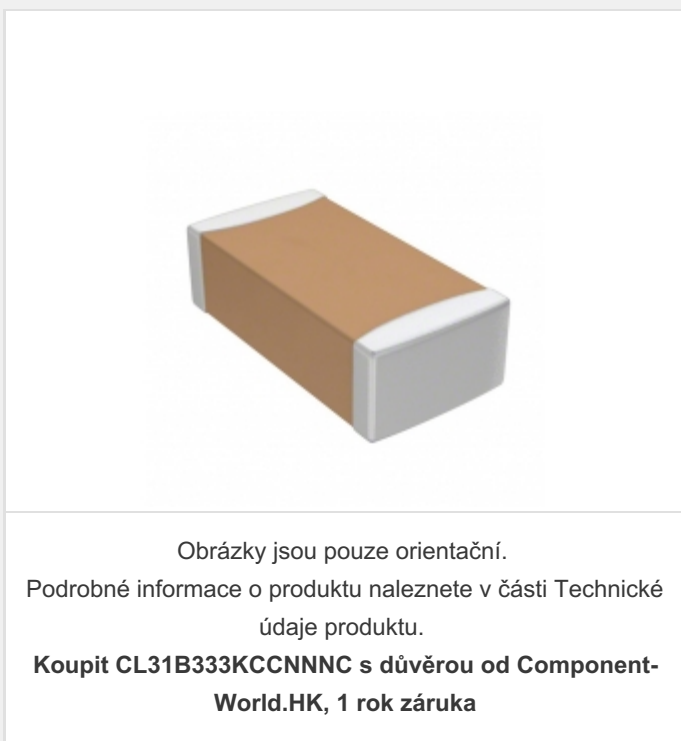 Obrázky jsou pouze orientační.
Podrobné informace o produktu naleznete v části Technické
údaje produktu.
Koupit CL31B333KCCNNNC s důvěrou od Component-
World.HK, 1 rok záruka